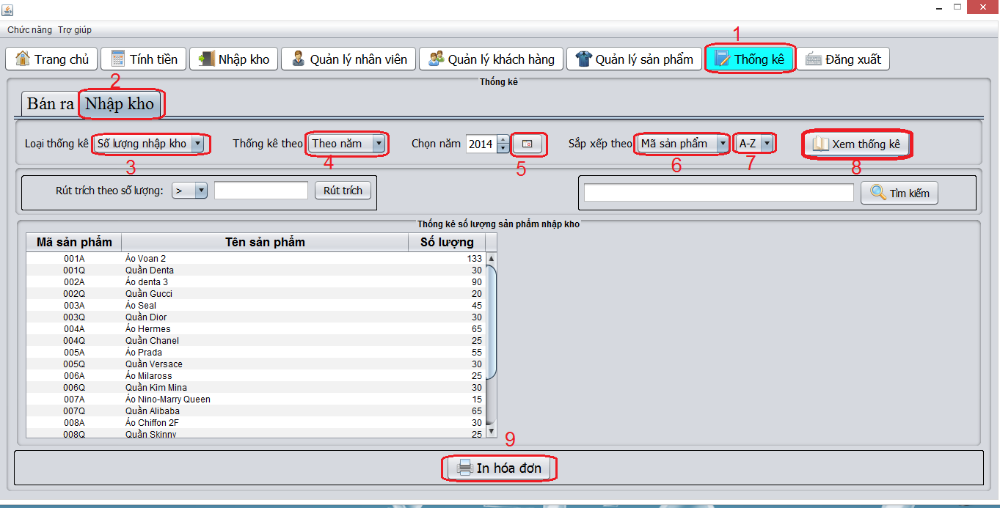 Chức năng Trợ giúp
1
Trang chủ Tính tiền Nhập kho Quản lý nhân viên Quản lý khách hàng Quản lý sản phẩm Thống kê Đăng xuất
2
Thống kê
Bán ra Nhập kho
Loại thống kê Số lượng nhập kho Thống kê theo Theo năm Chọn năm 2014 Sắp xếp theo Mã sản phẩm A-Z Xem thống kê
3 4 5 6 7 8
Rút trích theo số lượng: > Rút trích Tìm kiếm
Thống kê số lượng sản phẩm nhập kho
Mã sản phẩm Tên sản phẩm Số lượng
001A Áo Voan 2 133
001Q Quần Denta 30
002A Áo denta 3 90
002Q Quần Gucci 20
003A Áo Seal 45
003Q Quần Dior 30
004A Áo Hermes 65
004Q Quần Chanel 25
005A Áo Prada 55
005Q Quần Versace 30
006A Áo Milaross 25
006Q Quần Kim Mina 30
007A Áo Nino-Marry Queen 15
007Q Quần Alibaba 65
008A Áo Chiffon 2F 30
008Q Quần Skinny 25
9
In hóa đơn